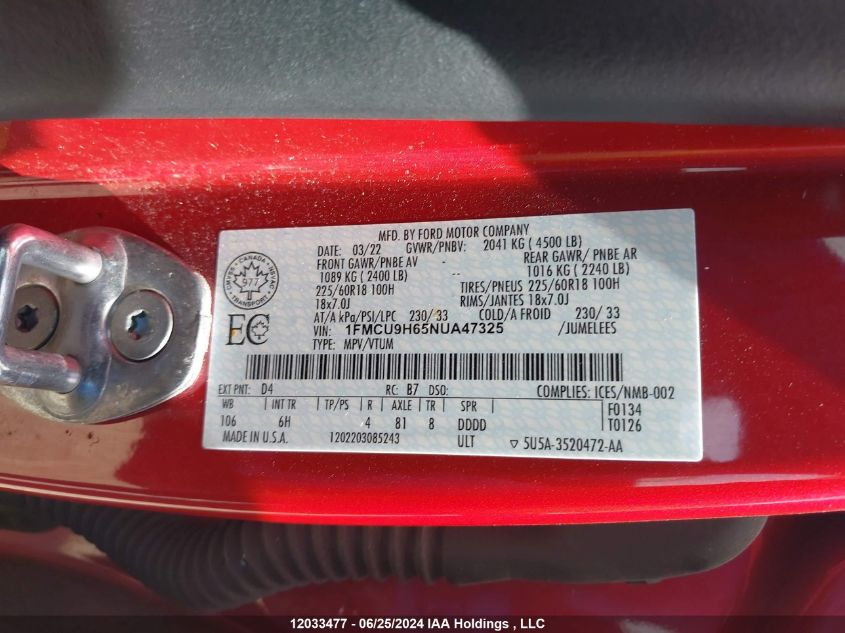 MFD. BY FORD MOTOR COMPANY
DATE: 03/22 GVWR/PNBV: 2041 KG ( 4500 LB)
FRONT GAWR/PNBE AV REAR GAWR/ PNBE AR
1089 KG ( 2400 LB) -- 1016 KG ( 2240 LB)
225/60R18 100H TIRES/PNEUS 225/60R18 100H
18x7.0J RIMS/JANTES 18x7.0J
AT/A kPa/PSI/LPC 230/ 33 COLD/A FROID 230/ 33
VIN: 1FMCU9H65NUA47325 /JUMELEES
TYPE: MPV/VTUM
CANADA
977
TRANSPORT
EC
EXT PNT: D4 RC: B7 DSO: COMPLIES: ICES/NMB-002
WB INT TR TP/PS R AXLE TR SPR F0134
106 6H 4 81 8 DDDD T0126
MADE IN U.S.A. 1202203085243 ULT ▽ 5U5A-3520472-AA
12033477 - 06/25/2024 IAA Holdings , LLC